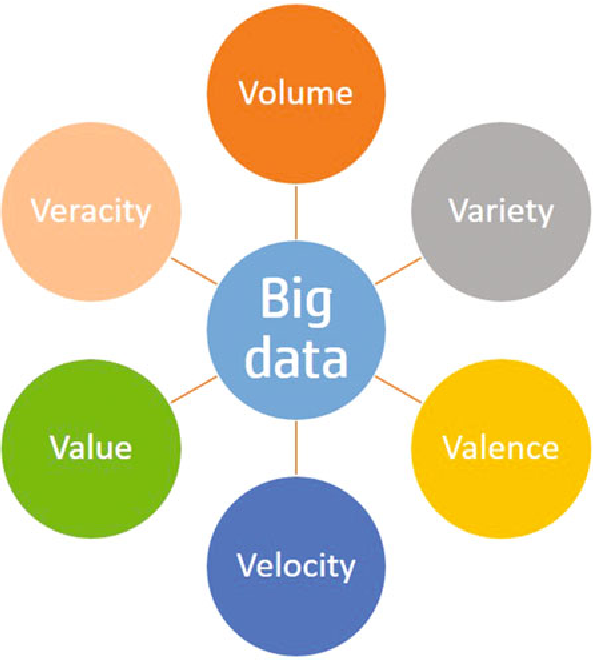 Volume
Veracity
Variety
Big
data
Value
Valence
Velocity